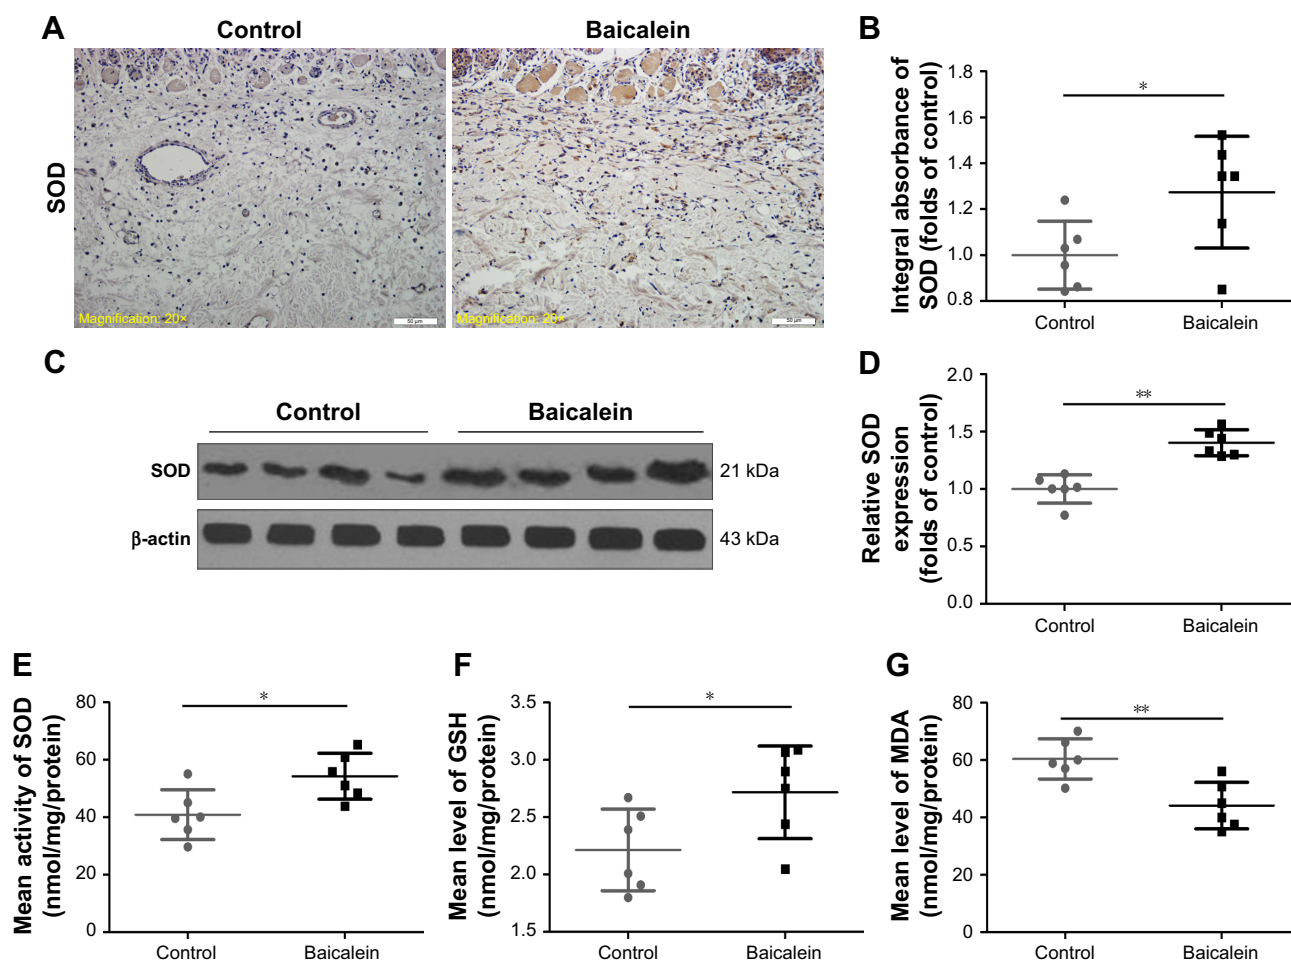 A
Control
Baicalein
SOD
Magnification: 20×
50 µm
Magnification: 20×
50 µm
B
Integral absorbance of
SOD (folds of control)
1.8
1.6
1.4
1.2
1.0
0.8
*
Control
Baicalein
C
Control
Baicalein
SOD
21 kDa
β-actin
43 kDa
D
Relative SOD
expression
(folds of control)
2.0
1.5
1.0
0.5
0.0
**
Control
Baicalein
E
Mean activity of SOD
(nmol/mg/protein)
80
60
40
20
0
*
Control
Baicalein
F
Mean level of GSH
(nmol/mg/protein)
3.5
3.0
2.5
2.0
1.5
*
Control
Baicalein
G
Mean level of MDA
(nmol/mg/protein)
80
60
40
20
0
**
Control
Baicalein